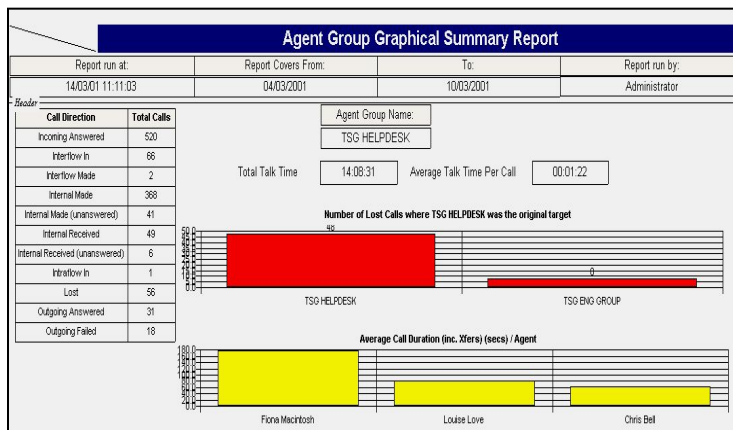 Agent Group Graphical Summary Report
Report run at: Report Covers From: To: Report run by:
14/03/01 11:11:03 04/03/2001 10/03/2001 Administrator
Header
Call Direction Total Calls
Incoming Answered 520
Interflow In 66
Interflow Made 2
Internal Made 368
Internal Made (unanswered) 41
Internal Received 49
Internal Received (unanswered) 6
Intraflow In 1
Lost 56
Outgoing Answered 31
Outgoing Failed 18
Agent Group Name:
TSG HELPDESK
Total Talk Time 14:08:31 Average Talk Time Per Call 00:01:22
Number of Lost Calls where TSG HELPDESK was the original target
48
50.0
0.0
TSG HELPDESK TSG ENG GROUP
Average Call Duration (inc. Xfers) (secs) / Agent
180.0
0.0
Fiona Macintosh Louise Love Chris Bell